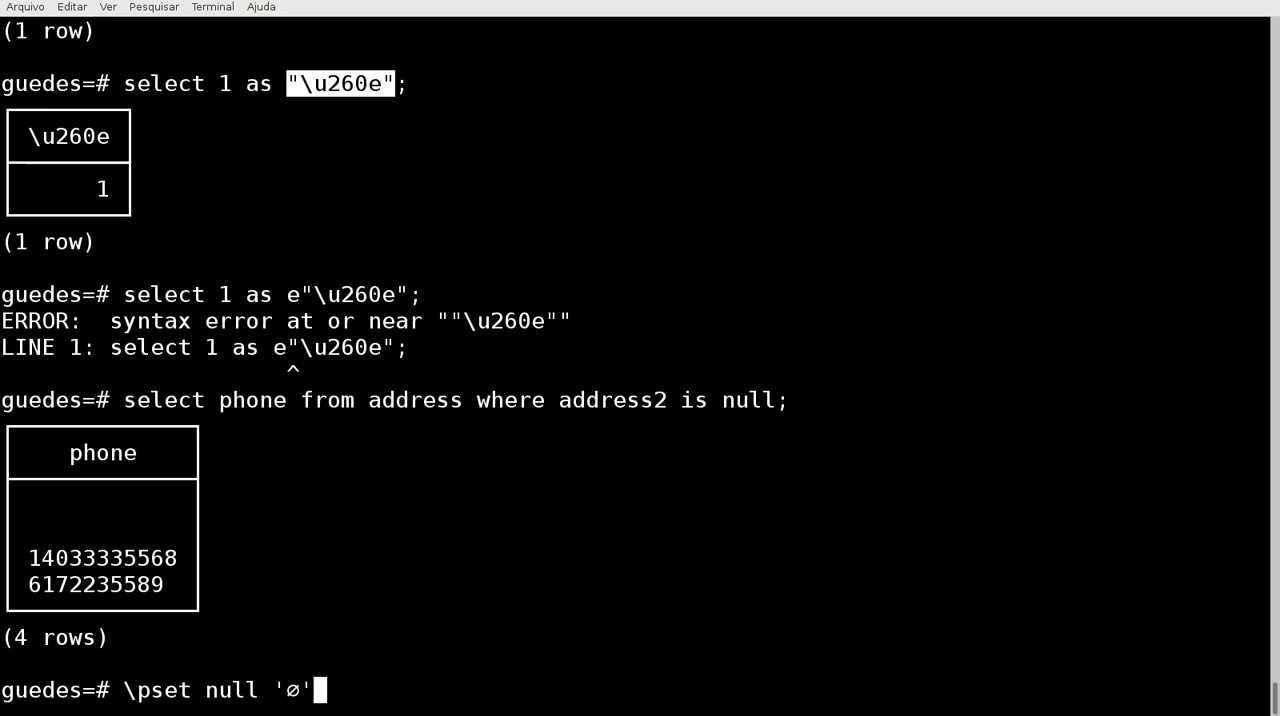 Arquivo Editar Ver Pesquisar Terminal Ajuda
(1 row)
guedes=# select 1 as "\u260e";
\u260e
1
(1 row)
guedes=# select 1 as e"\u260e";
ERROR:  syntax error at or near ""\u260e""
LINE 1: select 1 as e"\u260e";
^
guedes=# select phone from address where address2 is null;
phone
14033335568
6172235589
(4 rows)
guedes=# \pset null '∅'